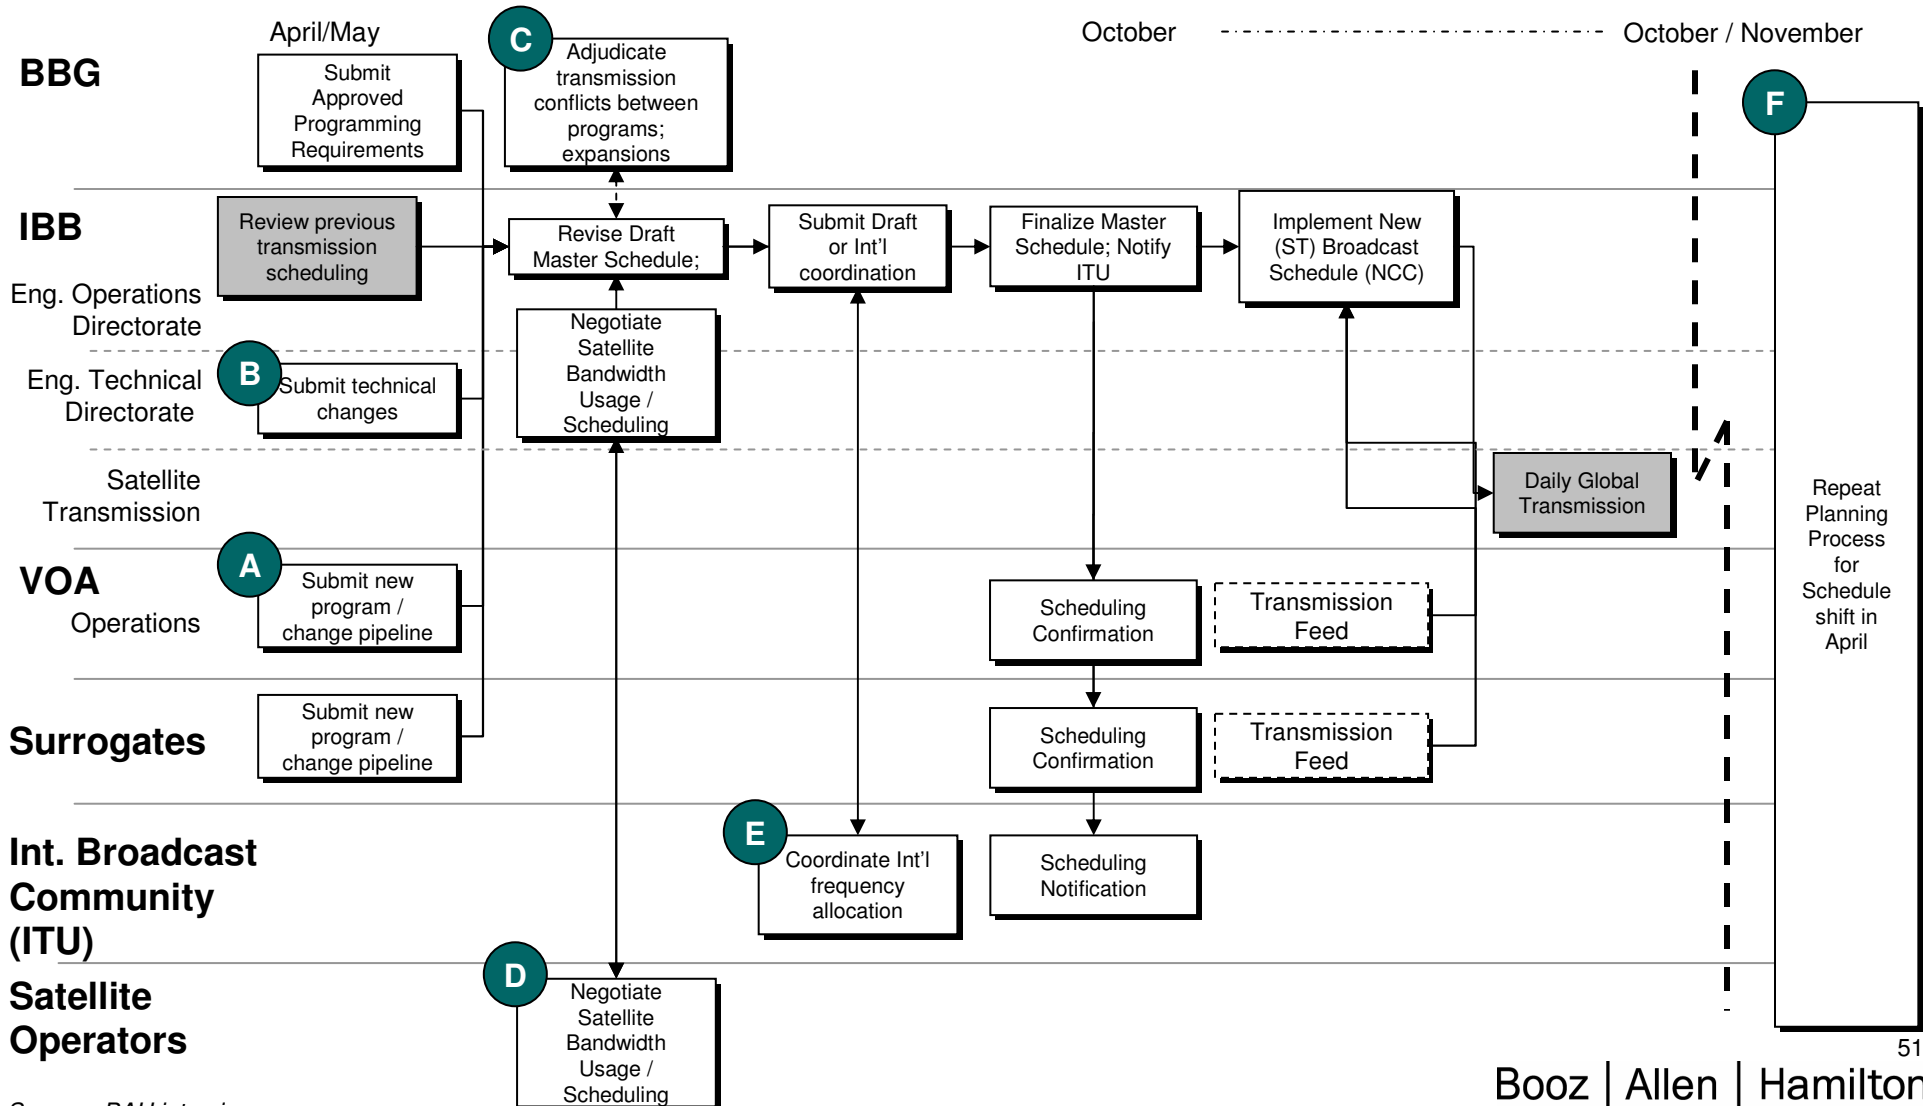 April/May
October
October / November
BBG
Submit
Approved
Programming
Requirements
C
Adjudicate
transmission
conflicts between
programs;
expansions
F
IBB
Review previous
transmission
scheduling
Revise Draft
Master Schedule;
Submit Draft
or Int'l
coordination
Finalize Master
Schedule; Notify
ITU
Implement New
(ST) Broadcast
Schedule (NCC)
Eng. Operations
Directorate
Negotiate
Satellite
Bandwidth
Usage /
Scheduling
Eng. Technical
Directorate
B
Submit technical
changes
Satellite
Transmission
Daily Global
Transmission
Repeat
Planning
Process
for
Schedule
shift in
April
VOA
Operations
A
Submit new
program /
change pipeline
Scheduling
Confirmation
Transmission
Feed
Surrogates
Submit new
program /
change pipeline
Scheduling
Confirmation
Transmission
Feed
Int. Broadcast
Community
(ITU)
E
Coordinate Int'l
frequency
allocation
Scheduling
Notification
Satellite
Operators
D
Negotiate
Satellite
Bandwidth
Usage /
Scheduling
51
Booz | Allen | Hamilton